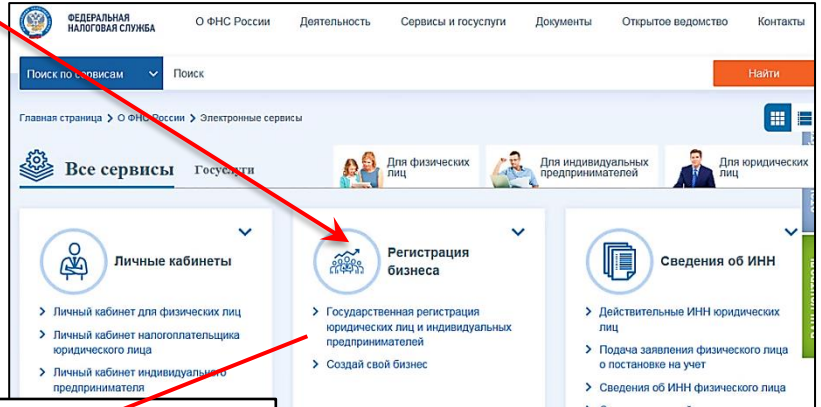 ФЕДЕРАЛЬНАЯ
НАЛОГОВАЯ СЛУЖБА
О ФНС России Деятельность Сервисы и госуслуги Документы Открытое ведомство Контакты
Поиск по сервисам Поиск Найти
Главная страница > О ФНС России > Электронные сервисы
Все сервисы Госуслуги
Для физических
лиц
Для индивидуальных
предпринимателей
Для юридических
лиц
Личные кабинеты
> Личный кабинет для физических лиц
> Личный кабинет налогоплательщика
юридического лица
> Личный кабинет индивидуального
предпринимателя
Регистрация
бизнеса
> Государственная регистрация
юридических лиц и индивидуальных
предпринимателей
> Создай свой бизнес
Сведения об ИНН
> Действительные ИНН юридических
лиц
> Подача заявления физического лица
о постановке на учет
> Сведения об ИНН физического лица